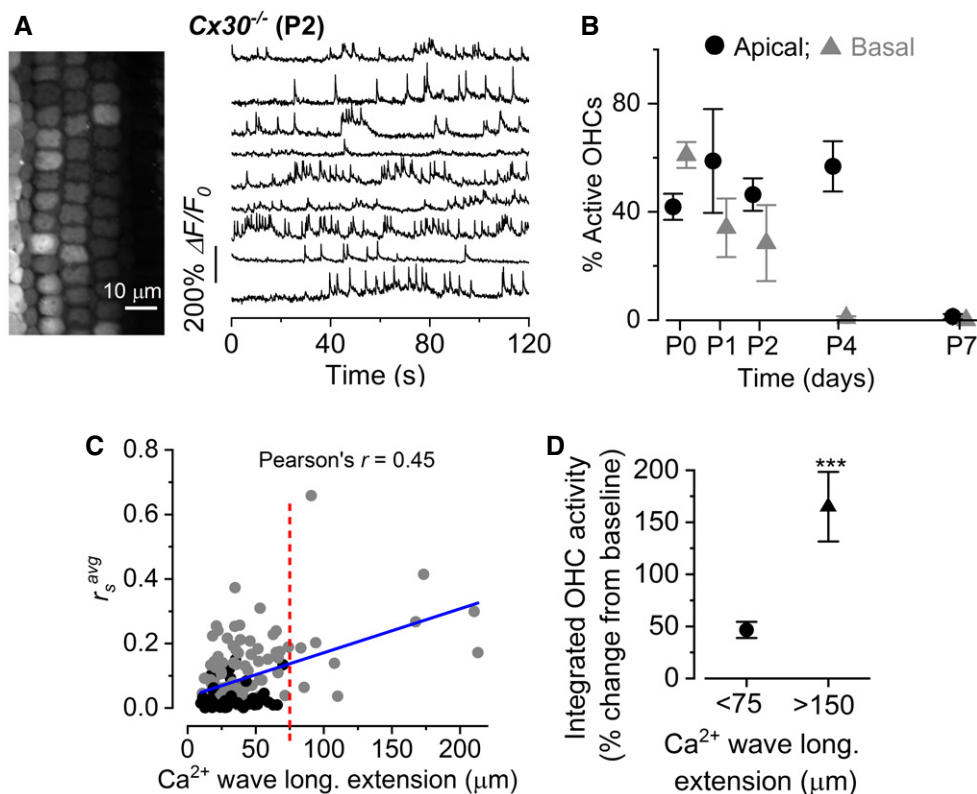 A
Cx30-/- (P2)
10 μm
200% ΔF/F0
0 40 80 120
Time (s)
B
Apical; Basal
% Active OHCs
80
40
0
P0 P1 P2 P4 P7
Time (days)
C
Pearson's r = 0.45
rs avg
0.8
0.6
0.4
0.2
0.0
0 50 100 150 200
Ca2+ wave long. extension (μm)
D
Integrated OHC activity
(% change from baseline)
200
150
100
50
0
***
<75 >150
Ca2+ wave long.
extension (μm)